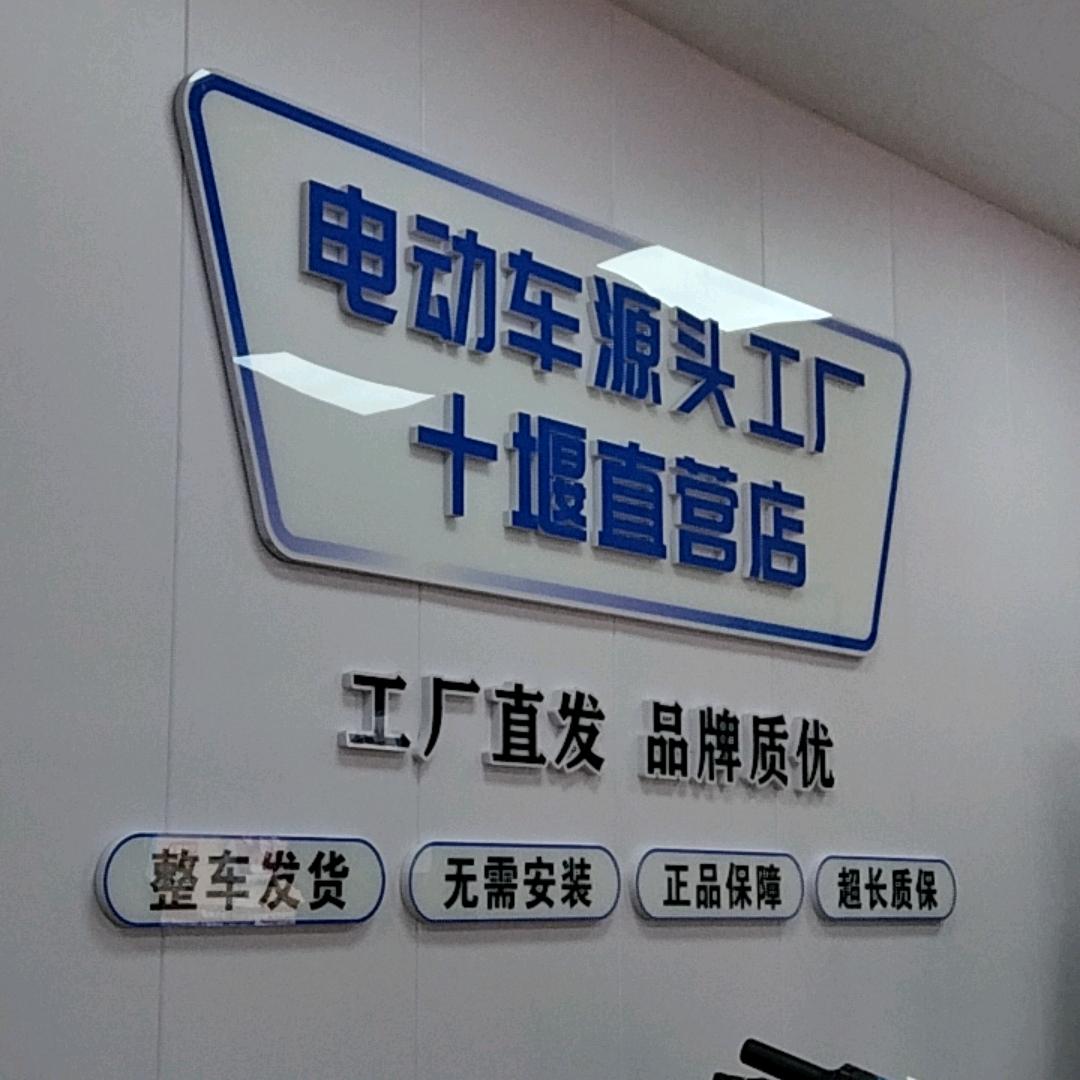 电动车源头工厂
十堰直营店
工厂直发 品牌质优
整车发货 无需安装 正品保障 超长质保